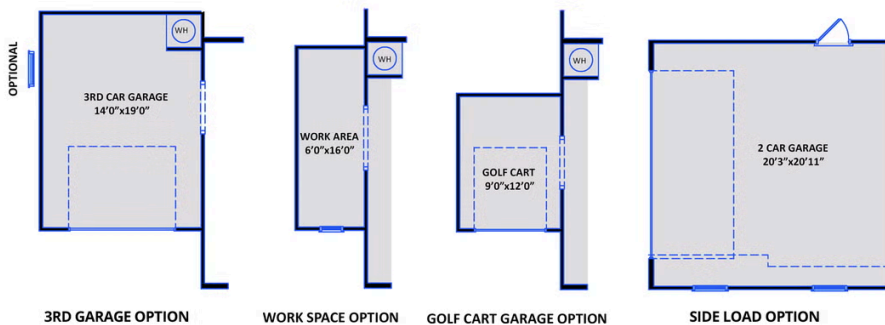 OPTIONAL
WH
3RD CAR GARAGE
14'0"x19'0"
3RD GARAGE OPTION
WH
WORK AREA
6'0"x16'0"
WORK SPACE OPTION
WH
GOLF CART
9'0"x12'0"
GOLF CART GARAGE OPTION
2 CAR GARAGE
20'3"x20'11"
SIDE LOAD OPTION